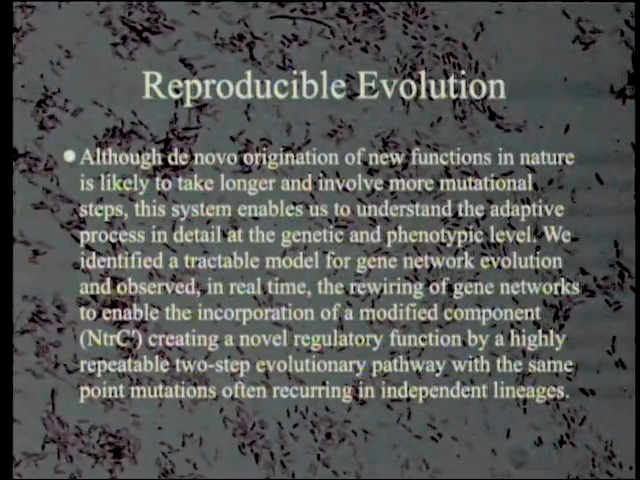 Reproducible Evolution
Although de novo origination of new functions in nature
is likely to take longer and involve more mutational
steps, this system enables us to understand the adaptive
process in detail at the genetic and phenotypic level. We
identified a tractable model for gene network evolution
and observed, in real time, the rewiring of gene networks
to enable the incorporation of a modified component
(NtrC′) creating a novel regulatory function by a highly
repeatable two-step evolutionary pathway with the same
point mutations often recurring in independent lineages.